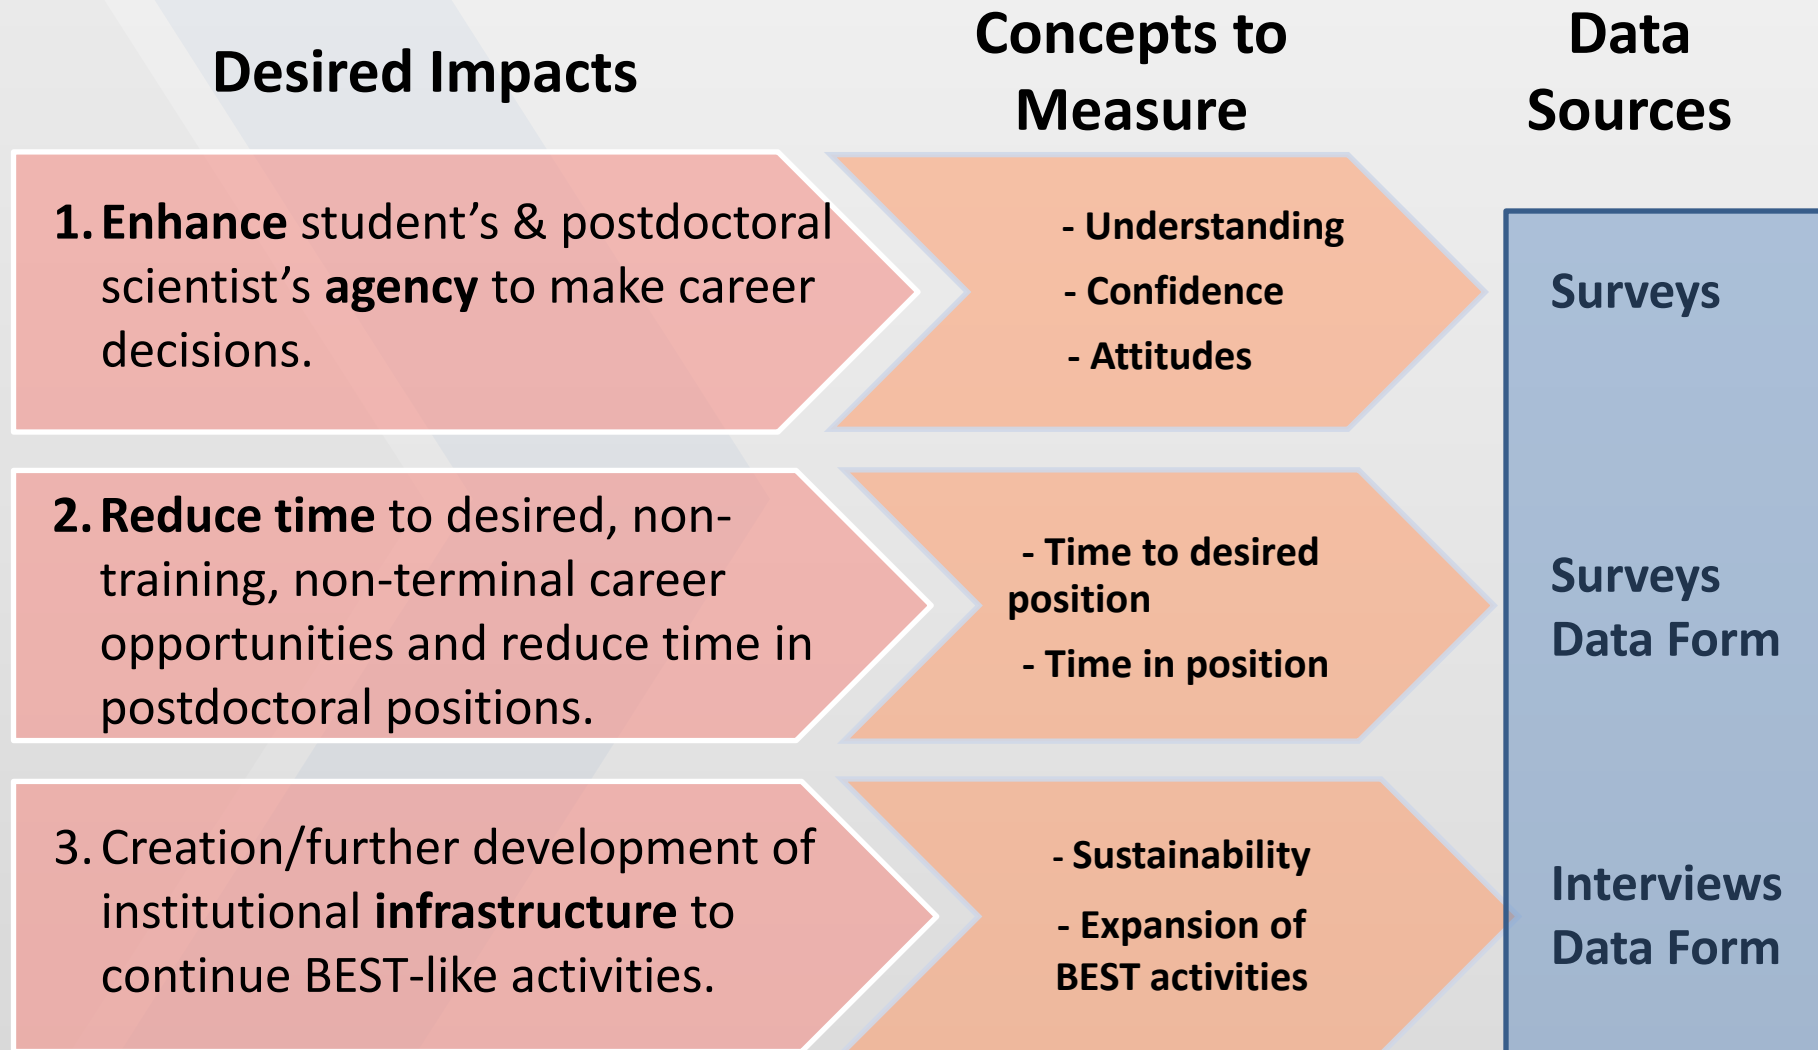 Desired Impacts
Concepts to
Measure
Data
Sources
1. Enhance student’s & postdoctoral
scientist’s agency to make career
decisions.
- Understanding
- Confidence
- Attitudes
Surveys
2. Reduce time to desired, non-
training, non-terminal career
opportunities and reduce time in
postdoctoral positions.
- Time to desired
position
- Time in position
Surveys
Data Form
3. Creation/further development of
institutional infrastructure to
continue BEST-like activities.
- Sustainability
- Expansion of
BEST activities
Interviews
Data Form